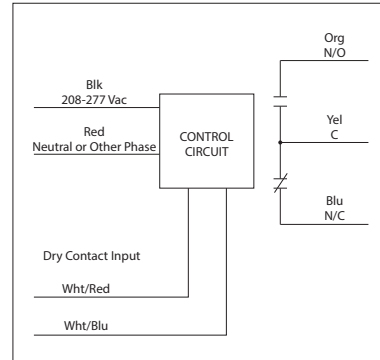 Blk
208-277 Vac
Red
Neutral or Other Phase
CONTROL
CIRCUIT
Org
N/O
Yel
C
Blu
N/C
Dry Contact Input
Wht/Red
Wht/Blu